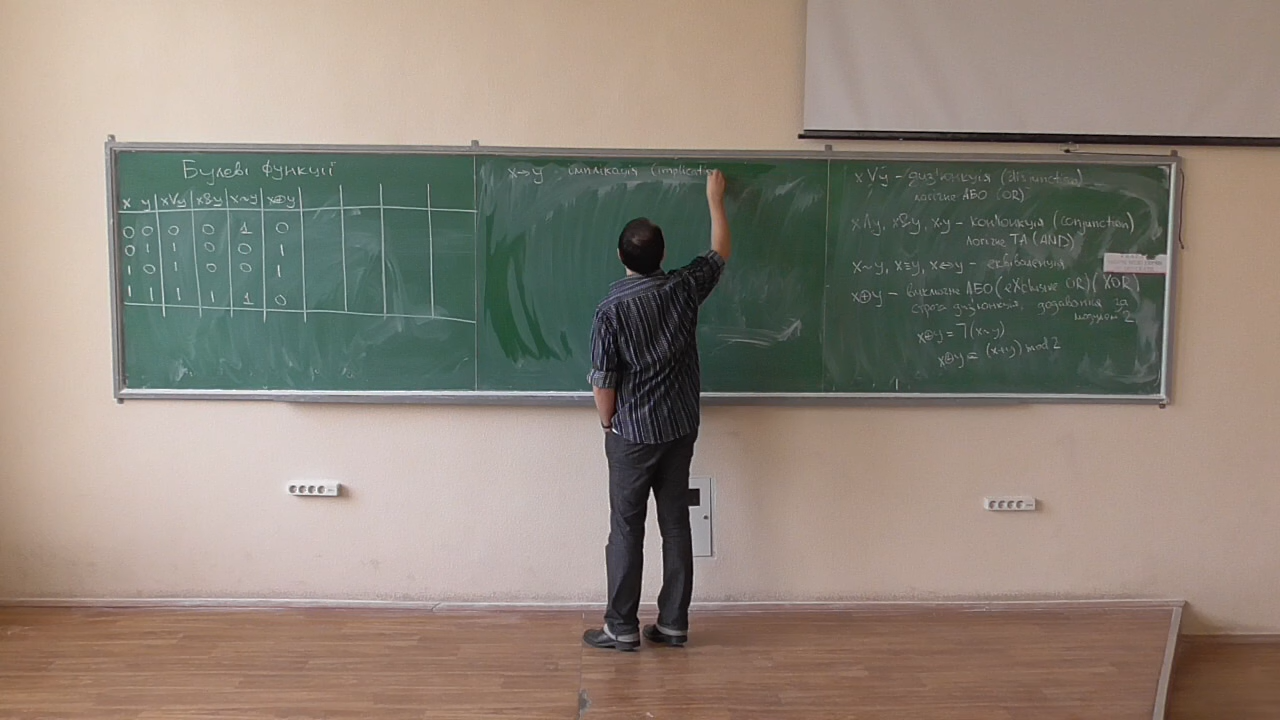 Булеві функції
x y x∨y x&y x~y x⊕y
0 0 0 0 1 0
0 1 1 0 0 1
1 0 1 0 0 1
1 1 1 1 1 0
x→y - імплікація (implicatio
x∨y - диз'юнкція (disjunction)
логічне АБО (OR)
x∧y, x&y, x·y - кон'юнкція (conjunction)
логічне ТА (AND)
x~y, x≡y, x⇔y - еквіваленція
x⊕y - виключне АБО (eXclusive OR) (XOR)
строга диз'юнкція, додавання за
модулем 2
x⊕y = ¬(x~y)
x⊕y = (x+y) mod 2